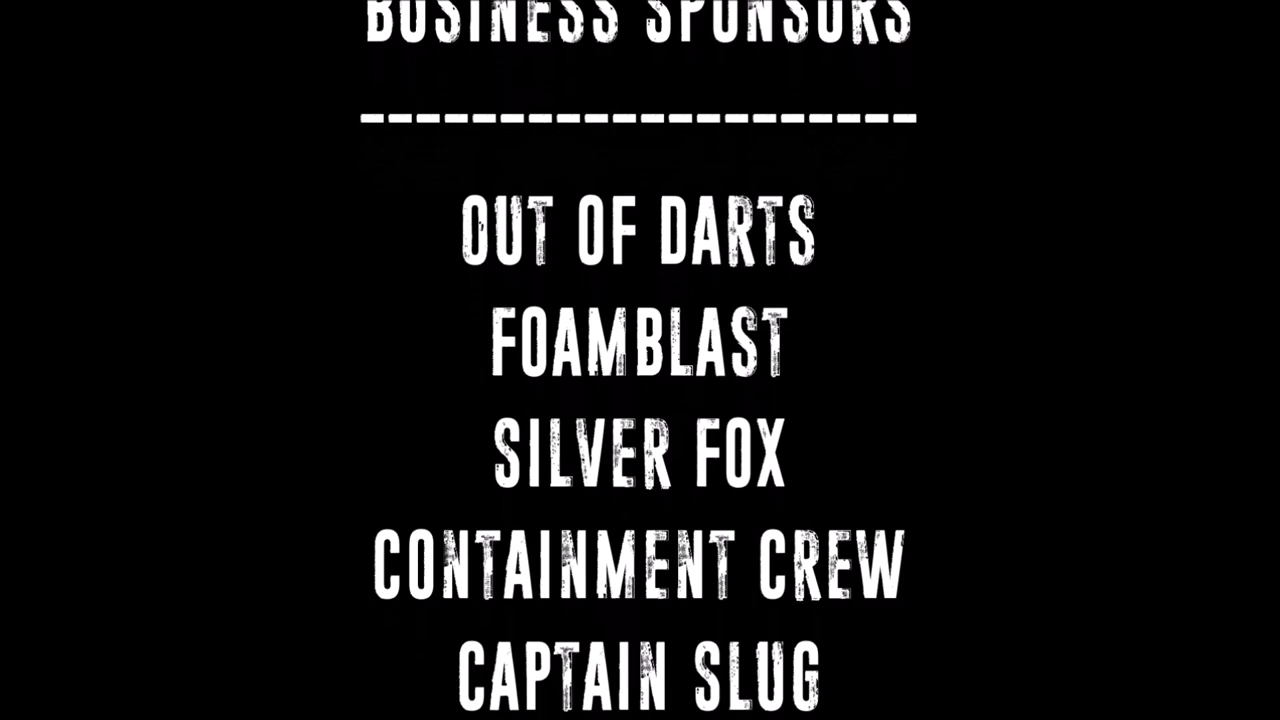 BUSINESS SPONSORS
--------------------
OUT OF DARTS
FOAMBLAST
SILVER FOX
CONTAINMENT CREW
CAPTAIN SLUG